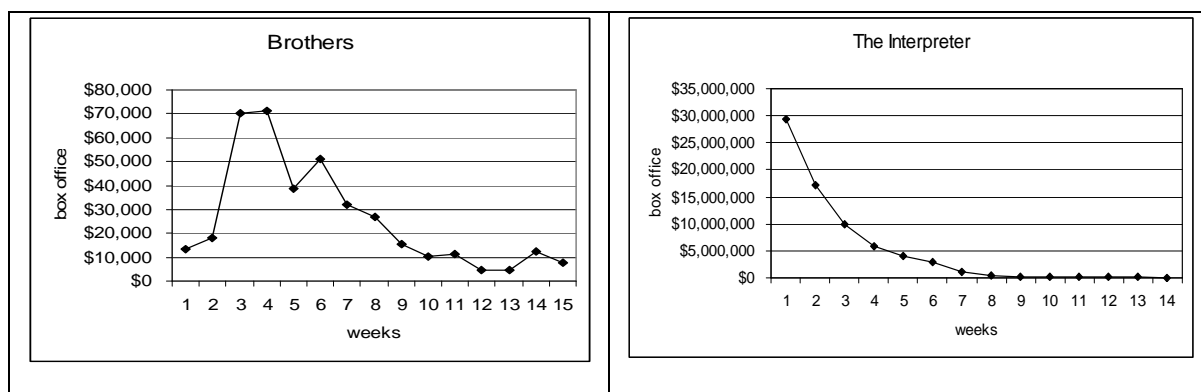 Brothers
$80,000
$70,000
$60,000
$50,000
$40,000
$30,000
$20,000
$10,000
$0
box office
1 2 3 4 5 6 7 8 9 10 11 12 13 14 15
weeks
The Interpreter
$35,000,000
$30,000,000
$25,000,000
$20,000,000
$15,000,000
$10,000,000
$5,000,000
$0
box office
1 2 3 4 5 6 7 8 9 10 11 12 13 14
weeks